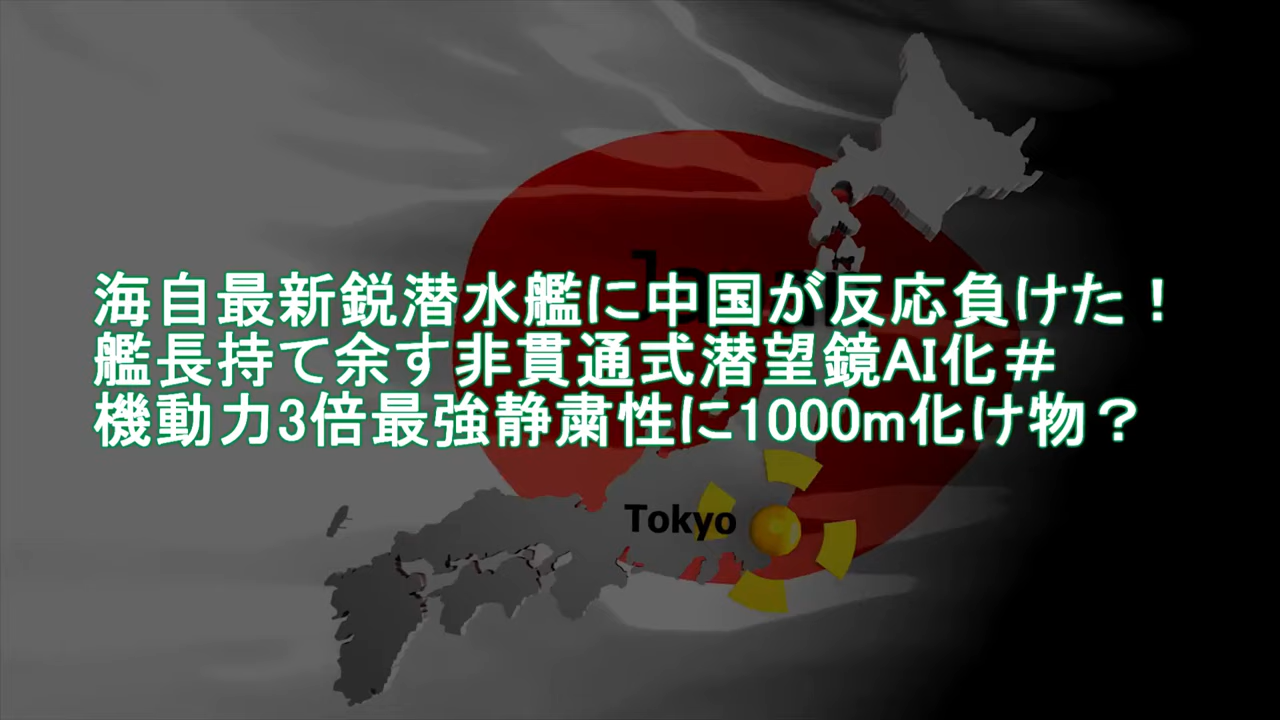 海自最新鋭潜水艦に中国が反応負けた！
艦長持て余す非貫通式潜望鏡AI化＃
機動力3倍最強静粛性に1000m化け物？
Tokyo